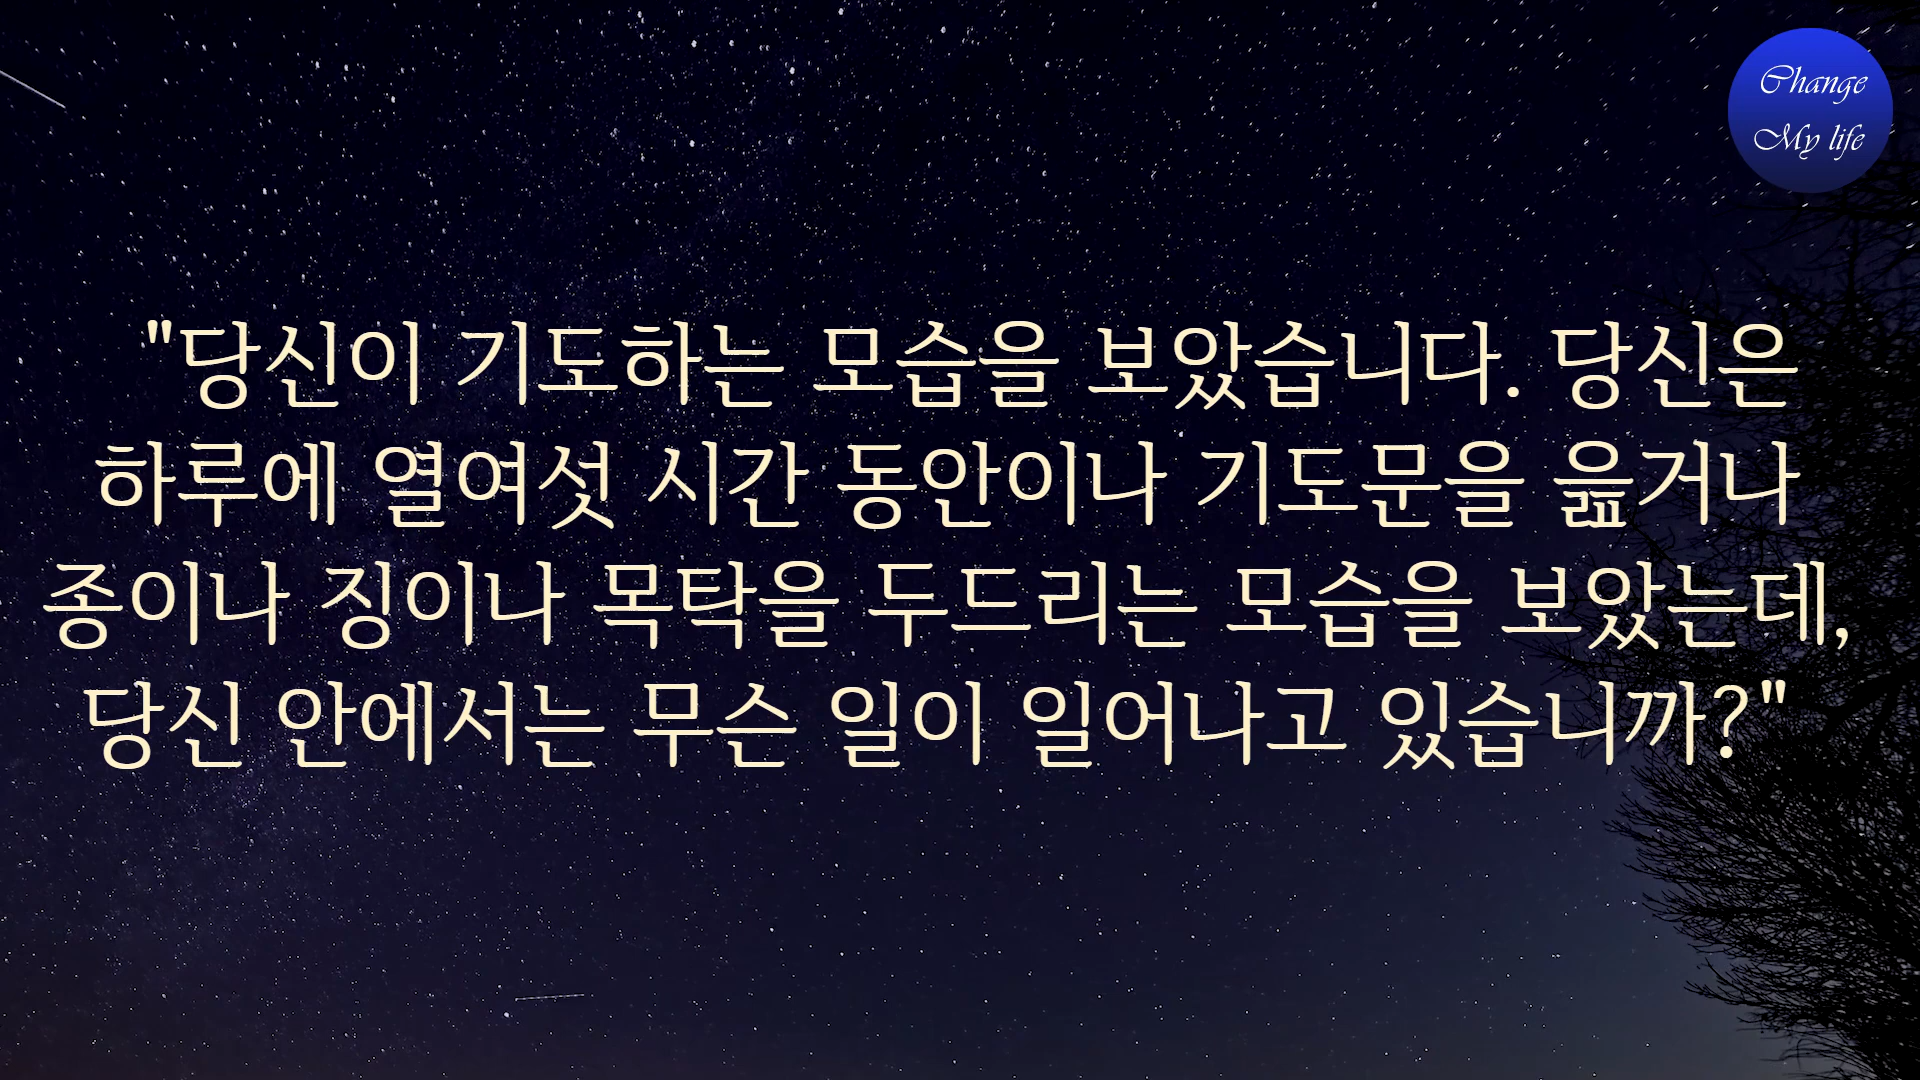 Change
My life
"당신이 기도하는 모습을 보았습니다. 당신은
하루에 열여섯 시간 동안이나 기도문을 읊거나
종이나 징이나 목탁을 두드리는 모습을 보았는데,
당신 안에서는 무슨 일이 일어나고 있습니까?"